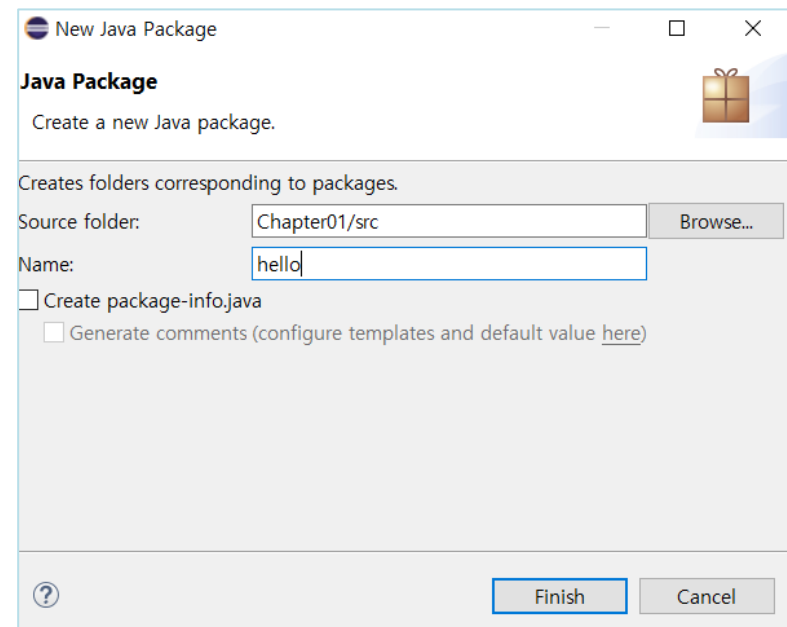 New Java Package
Java Package
Create a new Java package.
Creates folders corresponding to packages.
Source folder: Chapter01/src Browse...
Name: hello
Create package-info.java
Generate comments (configure templates and default value here)
? Finish Cancel